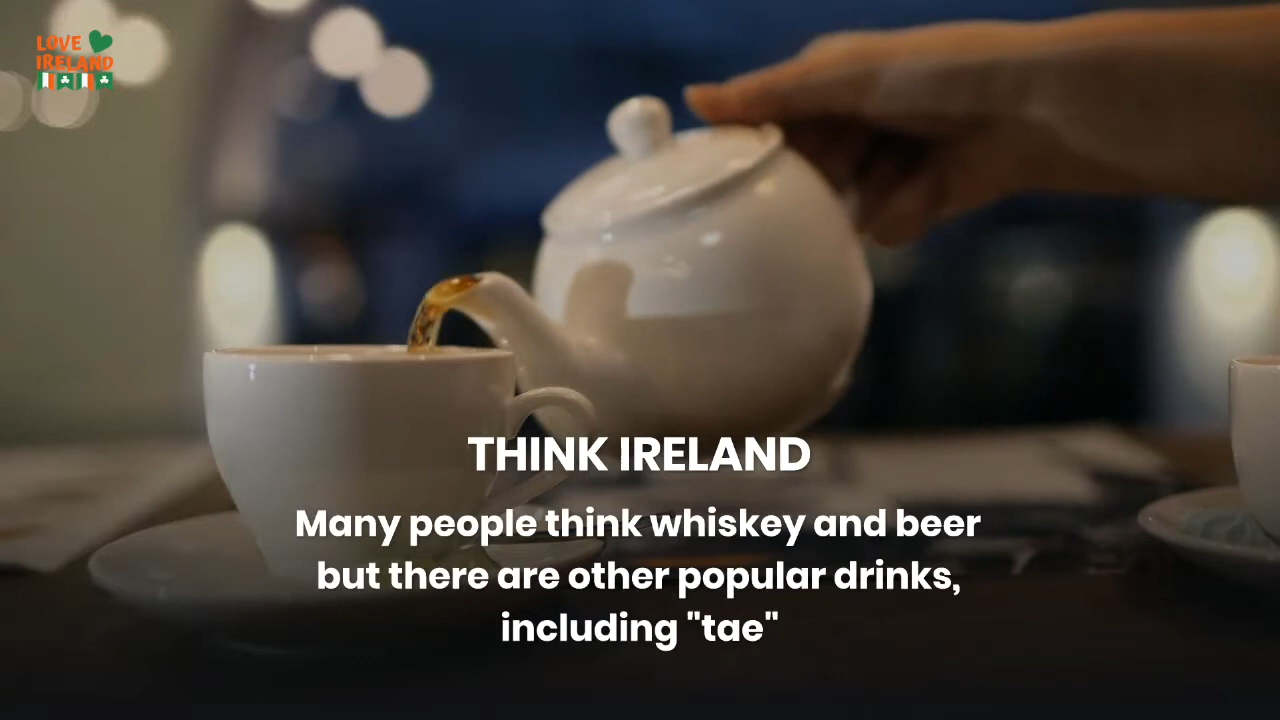 LOVE
IRELAND
THINK IRELAND
Many people think whiskey and beer
but there are other popular drinks,
including "tae"